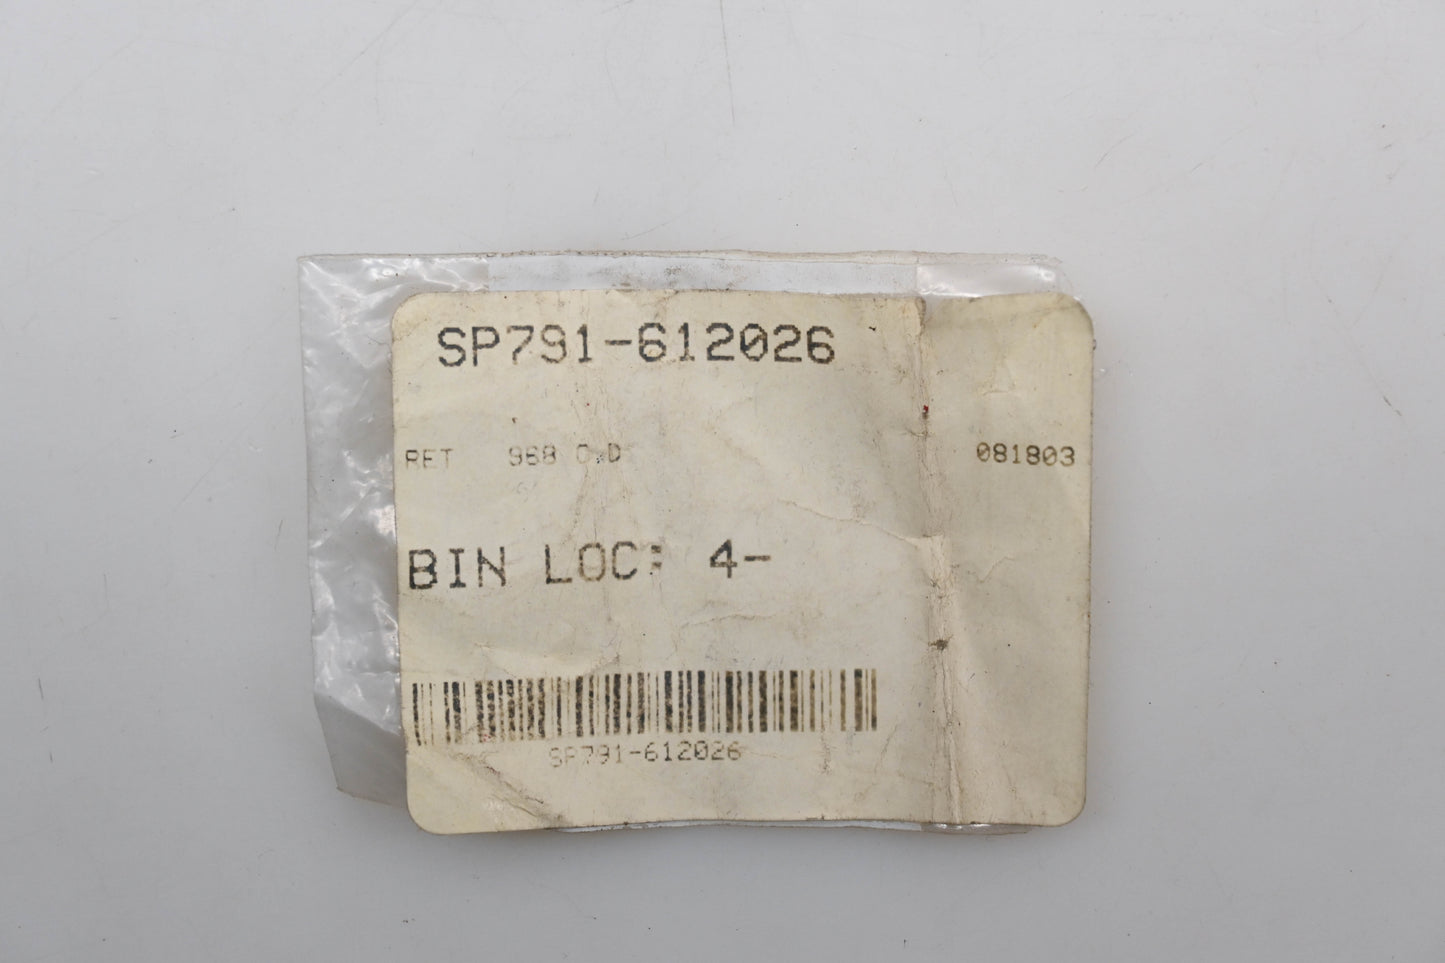 SP791-612026
RET 968 O.D 081803
BIN LOC: 4-
SP791-612026